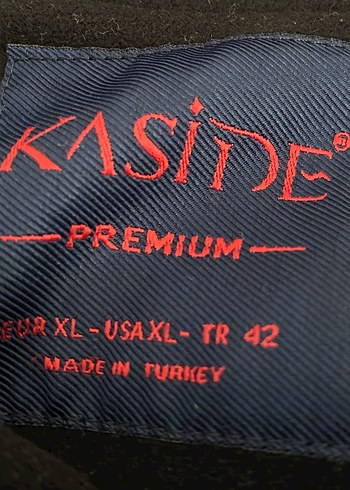 KASIDE®
— PREMIUM —
EUR XL - USA XL - TR 42
MADE IN TURKEY